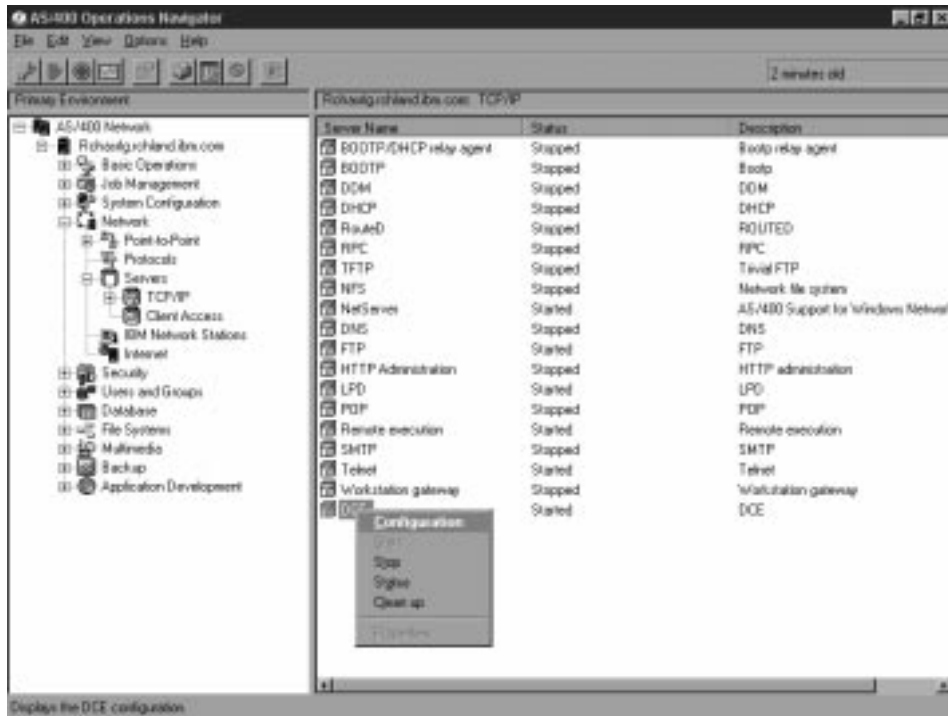 AS/400 Operations Navigator
File Edit View Options Help
2 minutes old
Primary Environment
Rchasfg.rchland.ibm.com: TCP/IP
AS/400 Network
Rchasfg.rchland.ibm.com
Basic Operations
Job Management
System Configuration
Network
Point-to-Point
Protocols
Servers
TCP/IP
Client Access
IBM Network Stations
Internet
Security
Users and Groups
Database
File Systems
Multimedia
Backup
Application Development
Server Name Status Description
BOOTP/DHCP relay agent Stopped Bootp relay agent
BOOTP Stopped Bootp
DDM Stopped DDM
DHCP Stopped DHCP
RouteD Stopped ROUTED
RPC Stopped RPC
TFTP Stopped Trivial FTP
NFS Stopped Network file system
NetServer Started AS/400 Support for Windows Networ
DNS Stopped DNS
FTP Started FTP
HTTP Administration Stopped HTTP administration
LPD Started LPD
POP Stopped POP
Remote execution Started Remote execution
SMTP Stopped SMTP
Telnet Started Telnet
Workstation gateway Stopped Workstation gateway
DCE Started DCE
Configuration
Start
Stop
Status
Clean up
Properties
Displays the DCE configuration